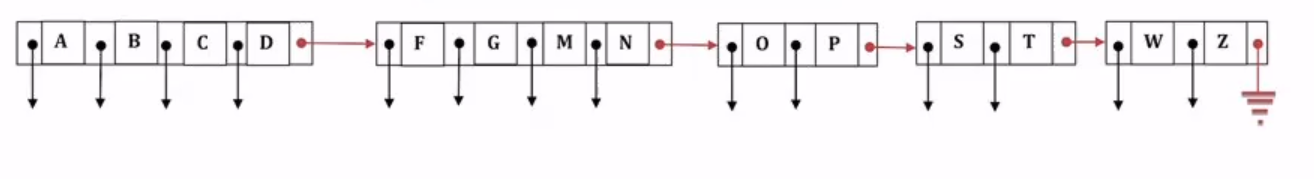 A B C D F G M N O P S T W Z